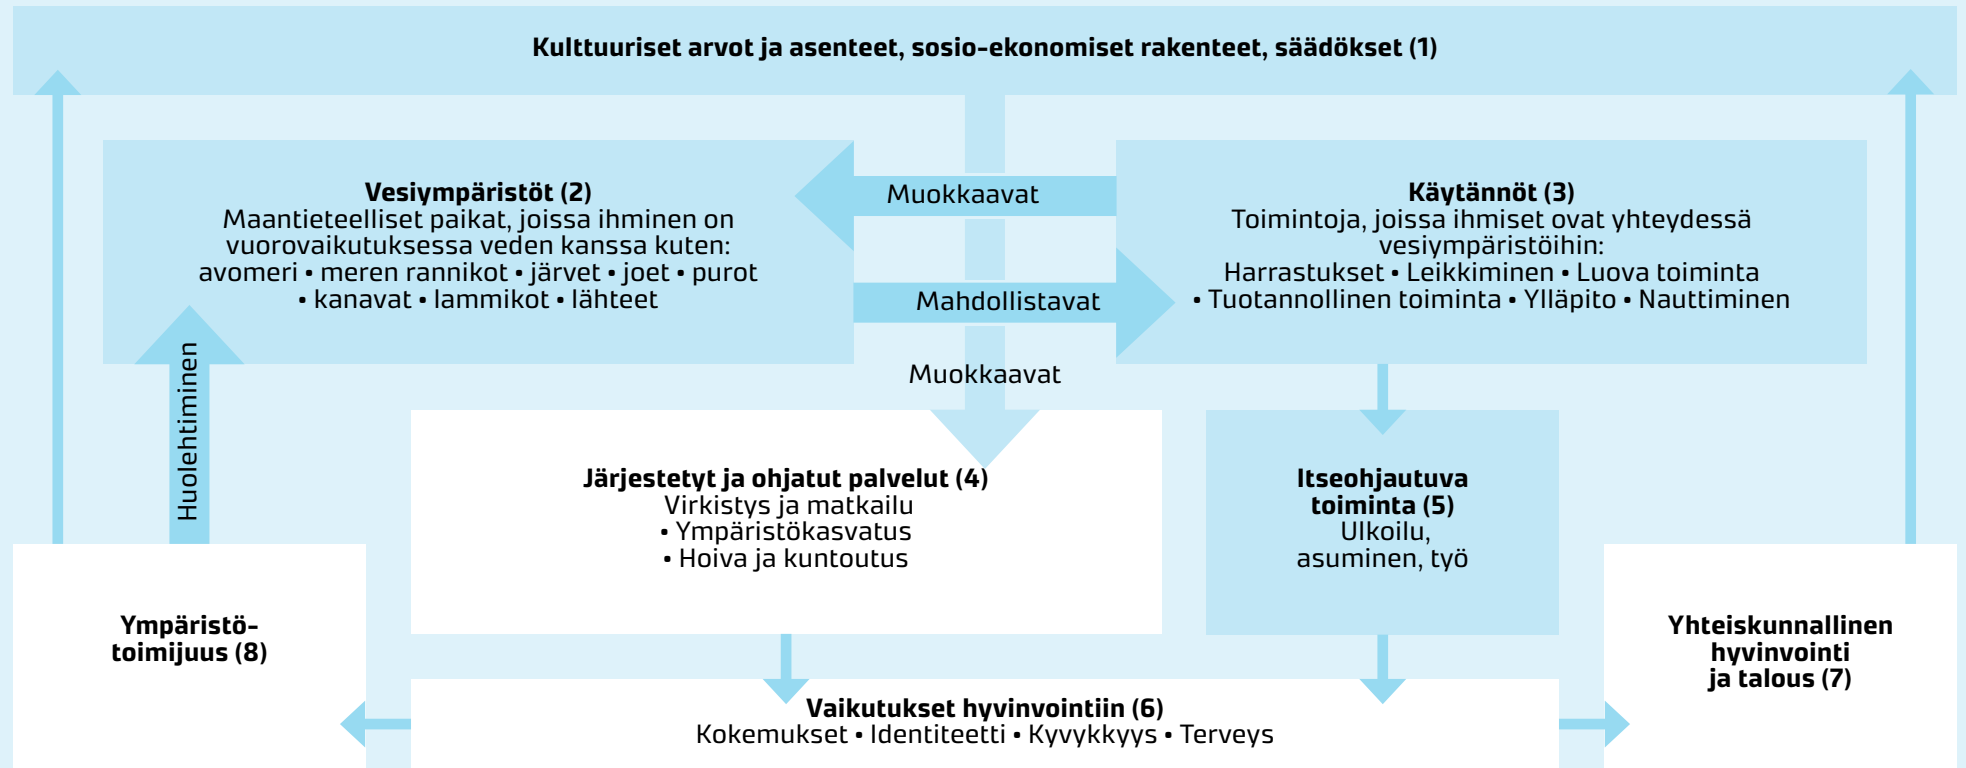 Kulttuuriset arvot ja asenteet, sosio-ekonomiset rakenteet, säädökset (1)
Vesiympäristöt (2)
Maantieteelliset paikat, joissa ihminen on
vuorovaikutuksessa veden kanssa kuten:
avomeri • meren rannikot • järvet • joet • purot
• kanavat • lammikot • lähteet
Muokkaavat
Mahdollistavat
Muokkaavat
Käytännöt (3)
Toimintoja, joissa ihmiset ovat yhteydessä
vesiympäristöihin:
Harrastukset • Leikkiminen • Luova toiminta
• Tuotannollinen toiminta • Ylläpito • Nauttiminen
Huolehtiminen
Järjestetyt ja ohjatut palvelut (4)
Virkistys ja matkailu
• Ympäristökasvatus
• Hoiva ja kuntoutus
Itseohjautuva
toiminta (5)
Ulkoilu,
asuminen, työ
Ympäristö-
toimijuus (8)
Yhteiskunnallinen
hyvinvointi
ja talous (7)
Vaikutukset hyvinvointiin (6)
Kokemukset • Identiteetti • Kyvykkyys • Terveys